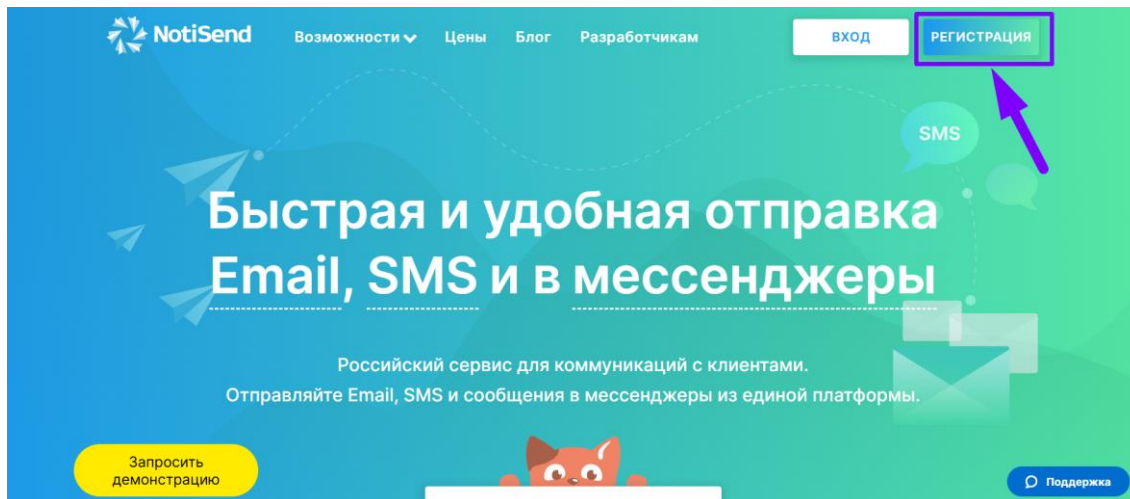 NotiSend
Возможности
Цены
Блог
Разработчикам
ВХОД
РЕГИСТРАЦИЯ
SMS
Быстрая и удобная отправка
Email, SMS и в мессенджеры
Российский сервис для коммуникаций с клиентами.
Отправляйте Email, SMS и сообщения в мессенджеры из единой платформы.
Запросить
демонстрацию
Поддержка